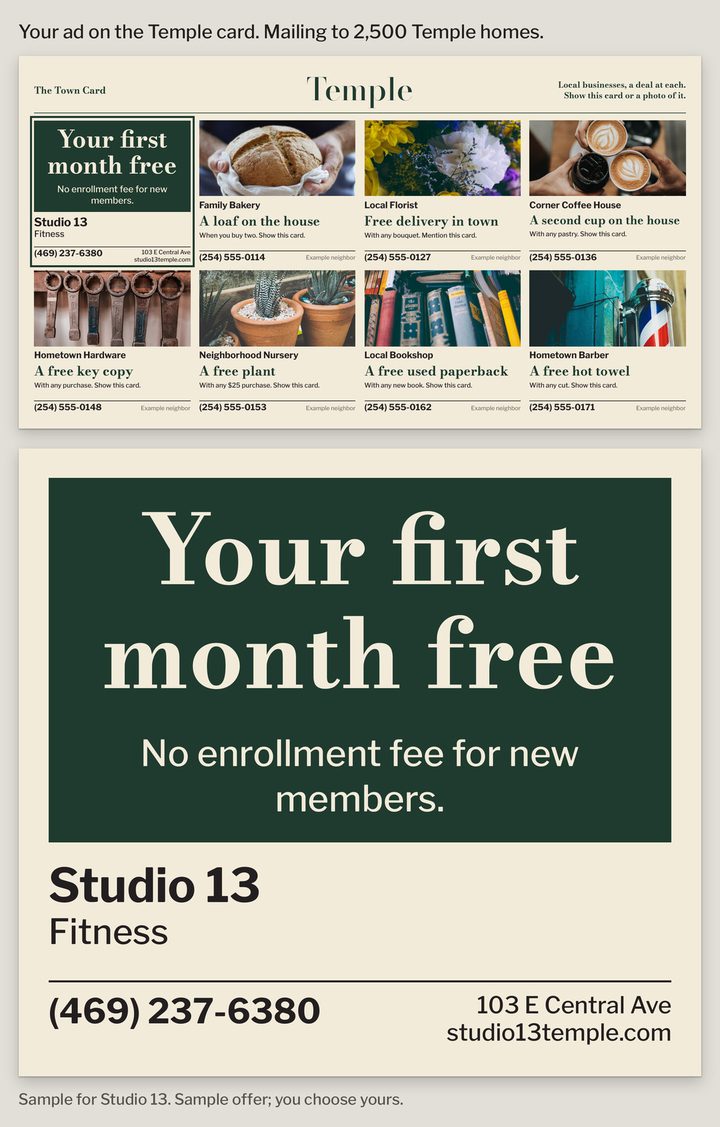 Your ad on the Temple card. Mailing to 2,500 Temple homes.
The Town Card
Temple
Local businesses, a deal at each.
Show this card or a photo of it.
Your first
month free
No enrollment fee for new
members.
Studio 13
Fitness
(469) 237-6380
103 E Central Ave
studio13temple.com
Family Bakery
A loaf on the house
When you buy two. Show this card.
(254) 555-0114
Example neighbor
Local Florist
Free delivery in town
With any bouquet. Mention this card.
(254) 555-0127
Example neighbor
Corner Coffee House
A second cup on the house
With any pastry. Show this card.
(254) 555-0136
Example neighbor
Hometown Hardware
A free key copy
With any purchase. Show this card.
(254) 555-0148
Example neighbor
Neighborhood Nursery
A free plant
With any $25 purchase. Show this card.
(254) 555-0153
Example neighbor
Local Bookshop
A free used paperback
With any new book. Show this card.
(254) 555-0162
Example neighbor
Hometown Barber
A free hot towel
With any cut. Show this card.
(254) 555-0171
Example neighbor
Your first
month free
No enrollment fee for new
members.
Studio 13
Fitness
(469) 237-6380
103 E Central Ave
studio13temple.com
Sample for Studio 13. Sample offer; you choose yours.